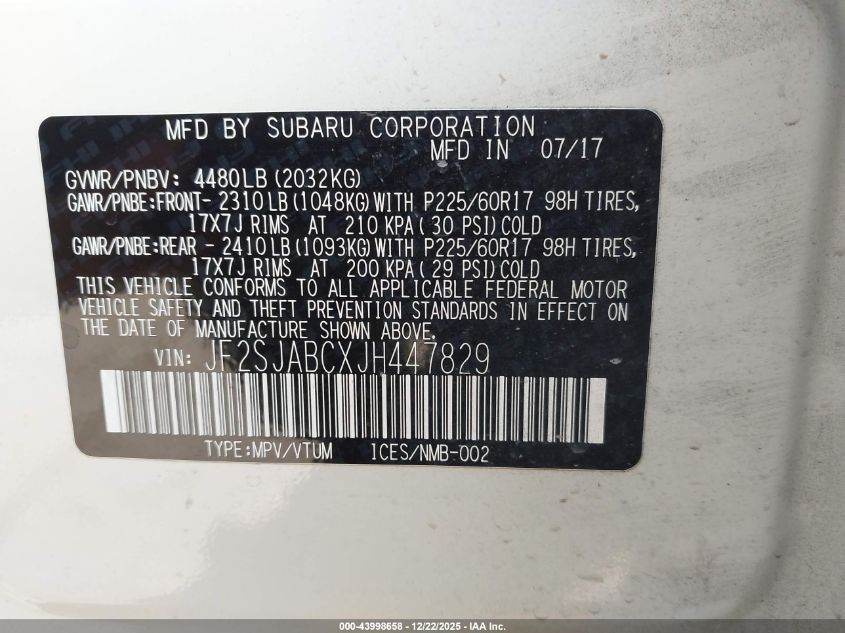 MFD BY SUBARU CORPORATION
MFD IN 07/17
GVWR/PNBV: 4480LB(2032KG)
GAWR/PNBE:FRONT- 2310LB(1048KG)WITH P225/60R17 98H TIRES,
17X7J RIMS AT 210 KPA(30 PSI)COLD
GAWR/PNBE:REAR - 2410LB(1093KG)WITH P225/60R17 98H TIRES,
17X7J RIMS AT 200 KPA(29 PSI)COLD
THIS VEHICLE CONFORMS TO ALL APPLICABLE FEDERAL MOTOR
VEHICLE SAFETY AND THEFT PREVENTION STANDARDS IN EFFECT ON
THE DATE OF MANUFACTURE SHOWN ABOVE.
VIN: JF2SJABCXJH447829
TYPE:MPV/VTUM ICES/NMB-002
000-43998658 - 12/22/2025 - IAA Inc.